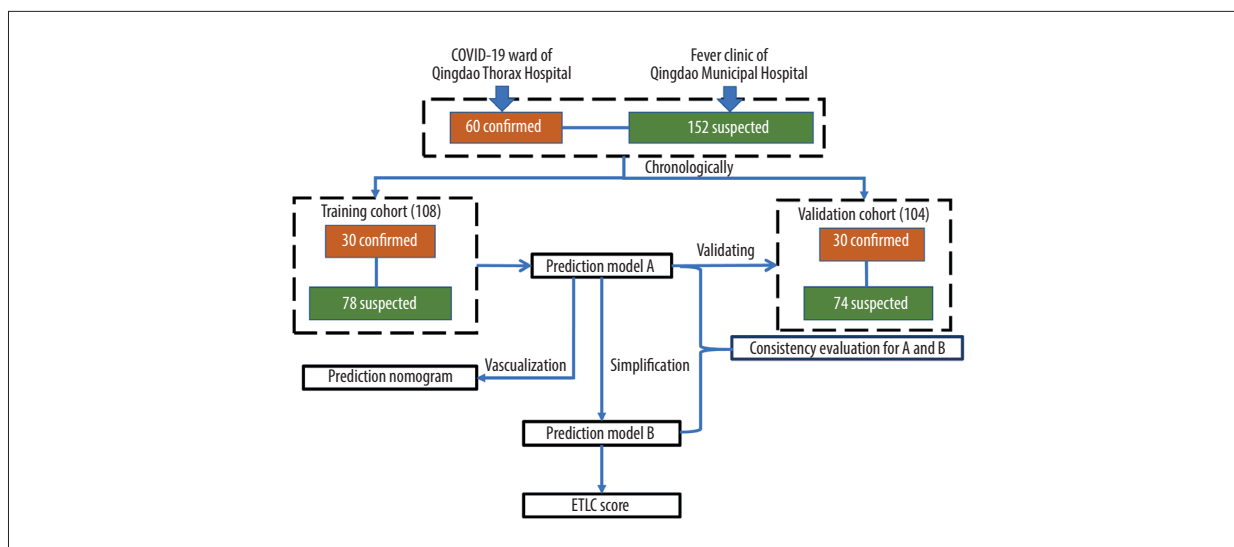 COVID-19 ward of
Qingdao Thorax Hospital
Fever clinic of
Qingdao Municipal Hospital
60 confirmed
152 suspected
Chronologically
Training cohort (108)
30 confirmed
78 suspected
Validation cohort (104)
30 confirmed
74 suspected
Prediction model A
Validating
Consistency evaluation for A and B
Vascualization
Simplification
Prediction nomogram
Prediction model B
ETLC score